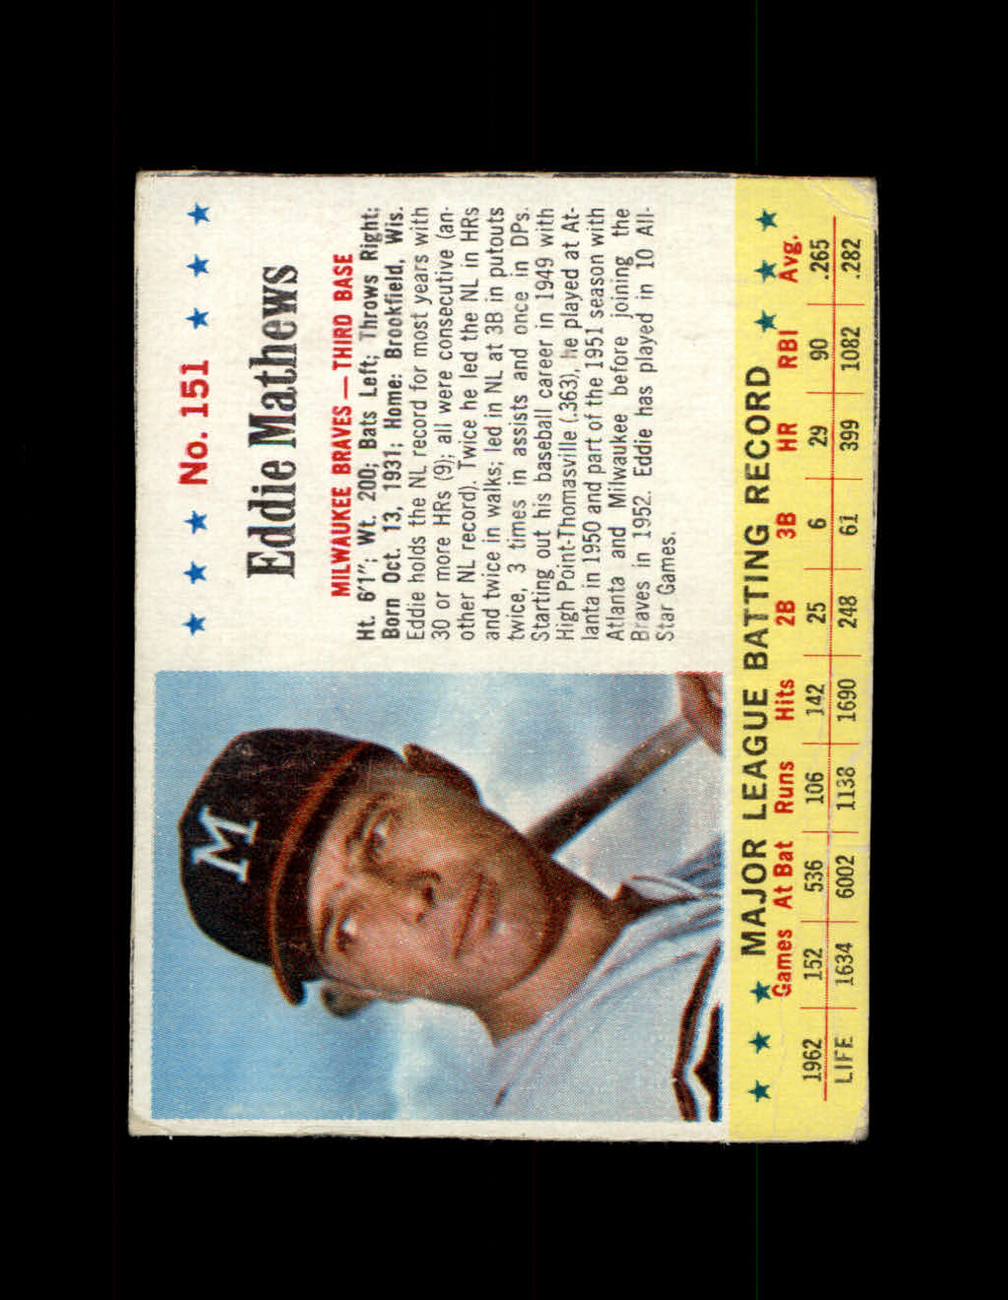 ★ ★ ★ No. 151 ★ ★ ★
Eddie Mathews
MILWAUKEE BRAVES — THIRD BASE
Ht. 6'1"; Wt. 200; Bats Left; Throws Right;
Born Oct. 13, 1931; Home: Brookfield, Wis.
Eddie holds the NL record for most years with
30 or more HRs (9); all were consecutive (an-
other NL record). Twice he led the NL in HRs
and twice in walks; led in NL at 3B in putouts
twice, 3 times in assists and once in DPs.
Starting out his baseball career in 1949 with
High Point-Thomasville (.363), he played at At-
lanta in 1950 and part of the 1951 season with
Atlanta and Milwaukee before joining the
Braves in 1952. Eddie has played in 10 All-
Star Games.
M
★ ★ ★ MAJOR LEAGUE BATTING RECORD ★ ★ ★
Games At Bat Runs Hits 2B 3B HR RBI Avg.
1962 152 536 106 142 25 6 29 90 .265
LIFE 1634 6002 1138 1690 248 61 399 1082 .282